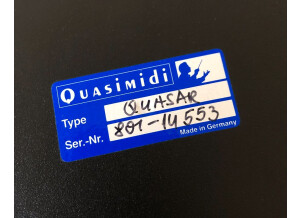 Quasimidi
Type QUASAR
Ser.-Nr. 801-14553
Made in Germany